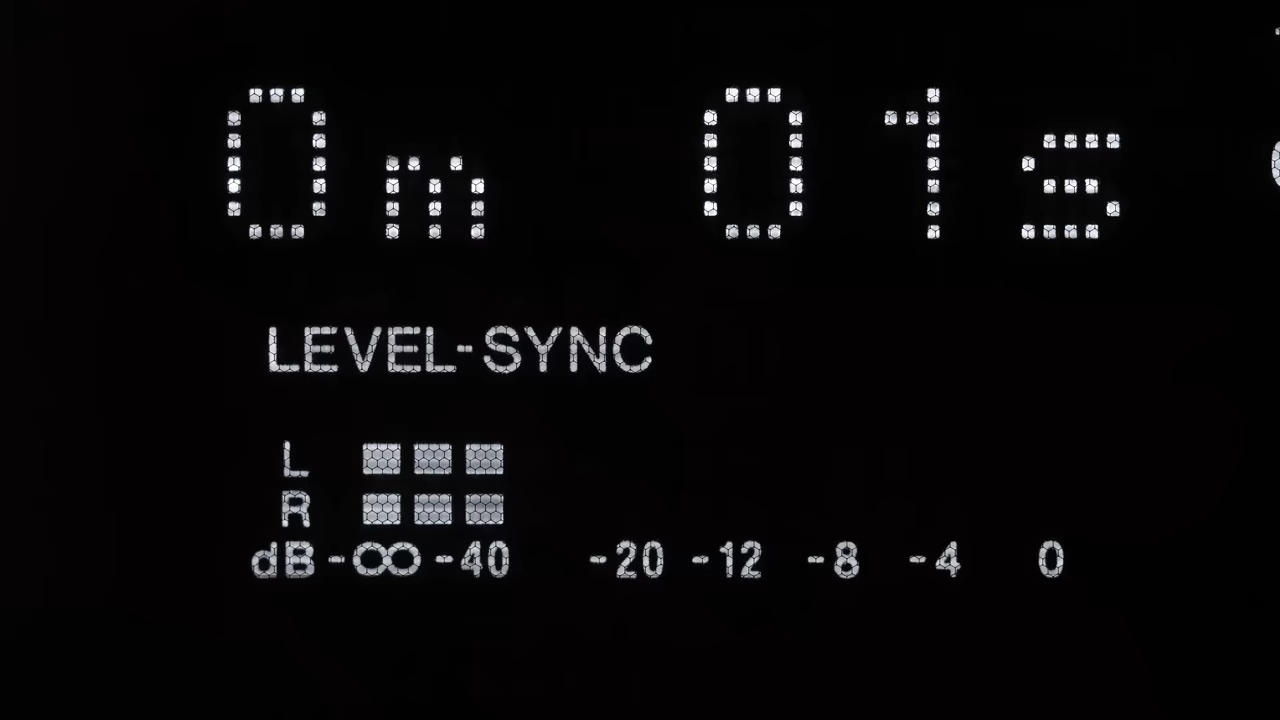 0m 01s
LEVEL-SYNC
L
R
dB -∞ -40 -20 -12 -8 -4 0